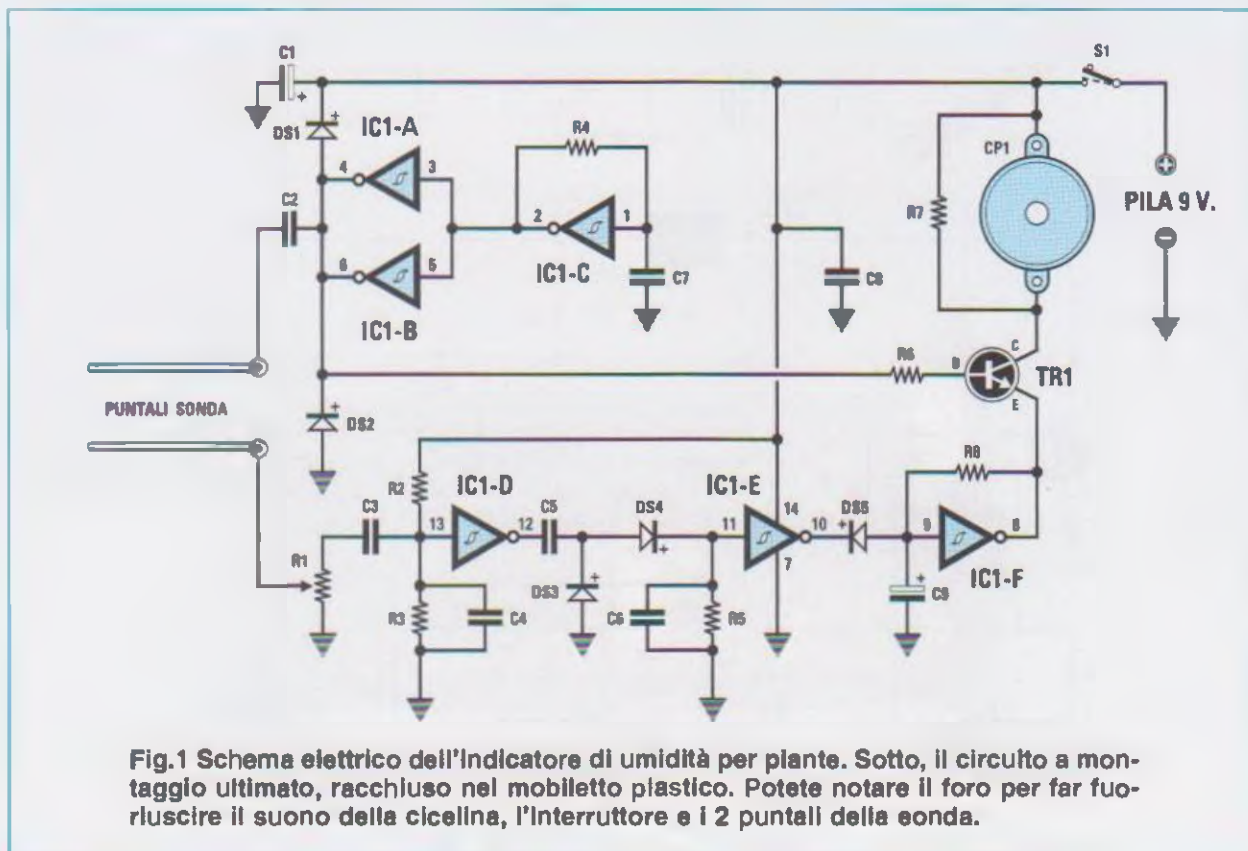 C1
S1
DS1
IC1-A
R4
CP1
4
3
C2
2
1
R7
PILA 9 V.
6
5
IC1-C
C7
C8
IC1-B
R6
B
C
TR1
E
PUNTALI SONDA
DS2
R8
R2
IC1-D
IC1-E
C3
C5
DS4
14
DS5
13
12
11
10
9
8
7
R1
DS3
IC1-F
R3
C4
C6
R5
C9
Fig.1 Schema elettrico dell'indicatore di umidità per piante. Sotto, il circuito a mon-
taggio ultimato, racchiuso nel mobiletto plastico. Potete notare il foro per far fuo-
riuscire il suono della cicalina, l'interruttore e i 2 puntali della sonda.